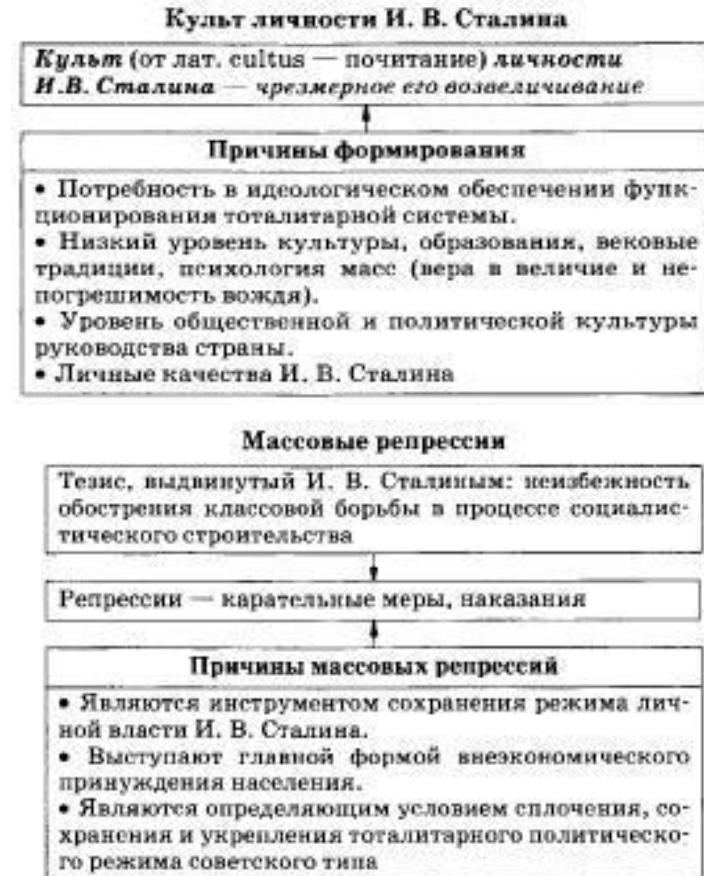 Культ личности И. В. Сталина
Культ (от лат. cultus — почитание) личности
И.В. Сталина — чрезмерное его возвеличивание
Причины формирования
• Потребность в идеологическом обеспечении функ-
ционирования тоталитарной системы.
• Низкий уровень культуры, образования, вековые
традиции, психология масс (вера в величие и не-
погрешимость вождя).
• Уровень общественной и политической культуры
руководства страны.
• Личные качества И. В. Сталина
Массовые репрессии
Тезис, выдвинутый И. В. Сталиным: неизбежность
обострения классовой борьбы в процессе социалис-
тического строительства
Репрессии — карательные меры, наказания
Причины массовых репрессий
• Являются инструментом сохранения режима лич-
ной власти И. В. Сталина.
• Выступают главной формой внеэкономического
принуждения населения.
• Являются определяющим условием сплочения, со-
хранения и укрепления тоталитарного политическо-
го режима советского типа